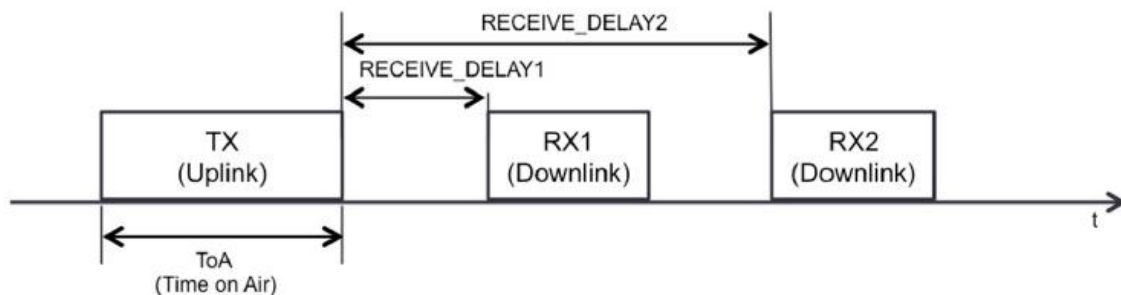 RECEIVE_DELAY2
RECEIVE_DELAY1
TX
(Uplink)
RX1
(Downlink)
RX2
(Downlink)
t
ToA
(Time on Air)